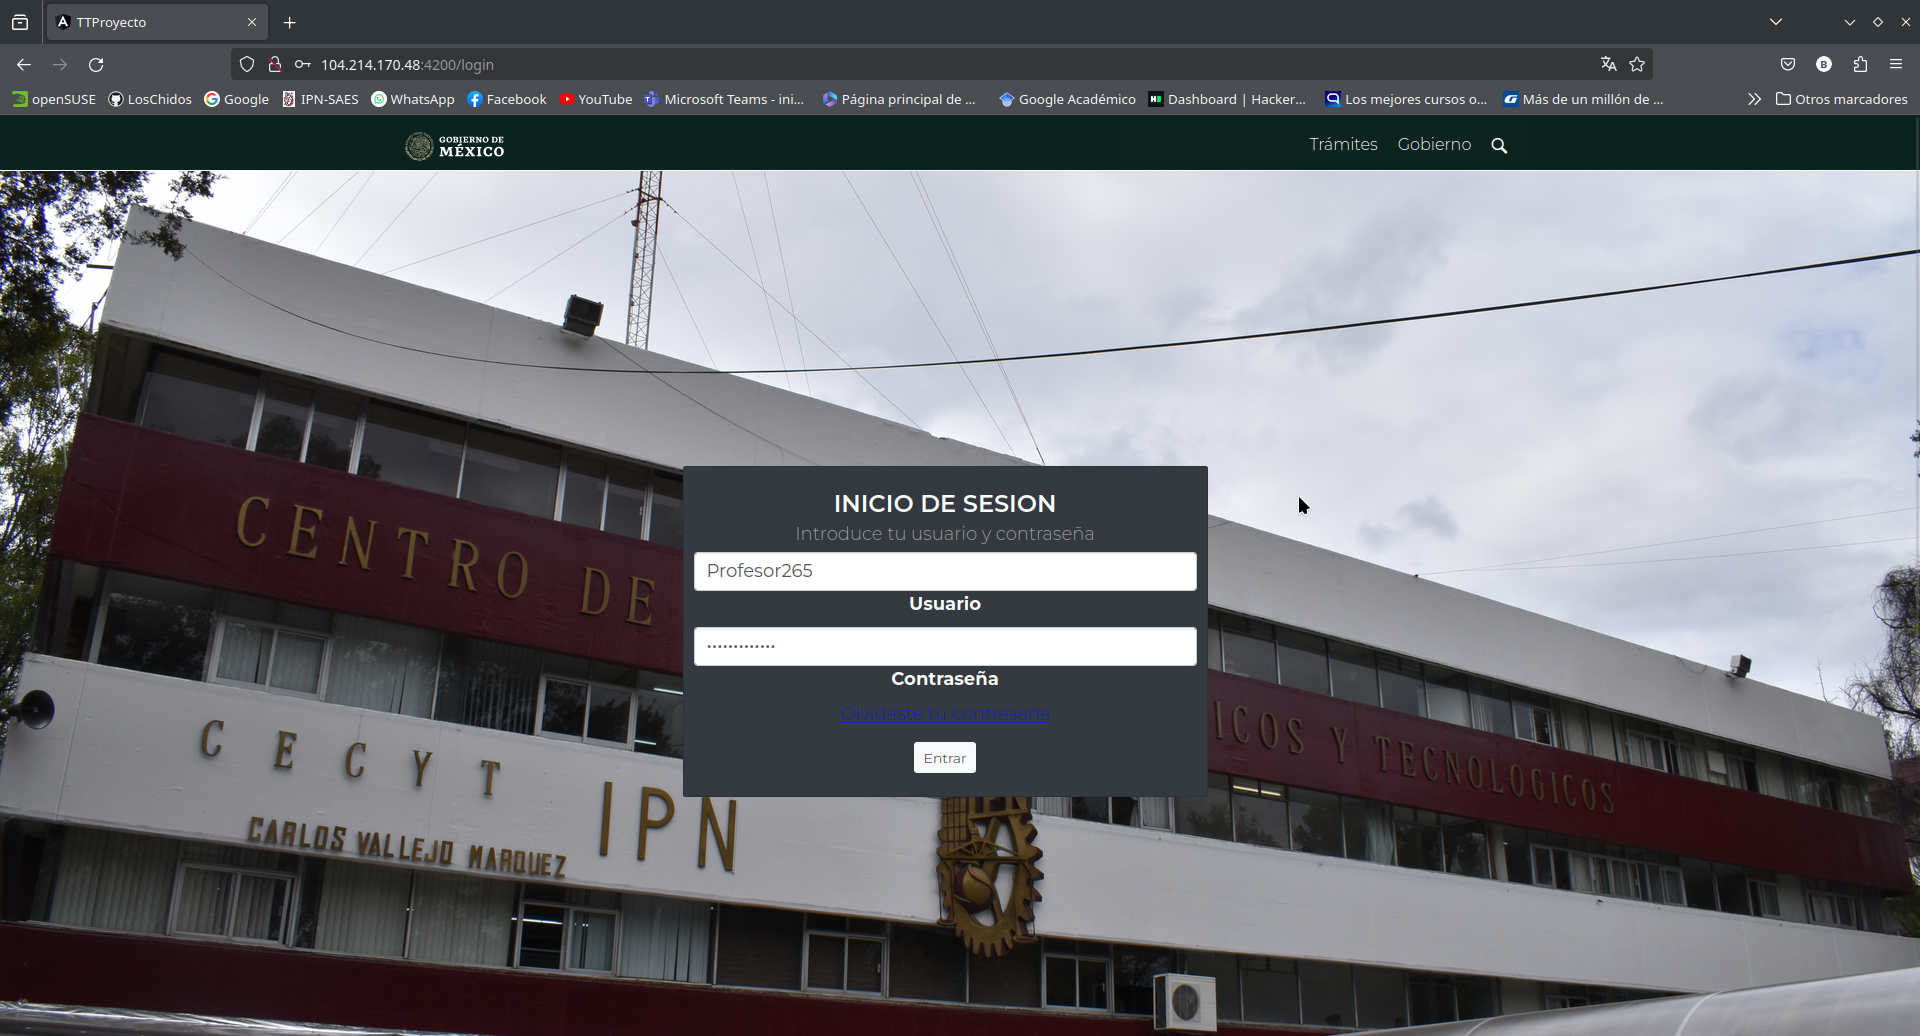 TTProyecto
104.214.170.48:4200/login
B
openSUSE LosChidos Google IPN-SAES WhatsApp Facebook YouTube Microsoft Teams - ini... Página principal de ... Google Académico Dashboard | Hacker... Los mejores cursos o... Más de un millón de ... Otros marcadores
GOBIERNO DE
MÉXICO
Trámites Gobierno
INICIO DE SESION
Introduce tu usuario y contraseña
Profesor265
Usuario
•••••••••••••
Contraseña
Olvidaste tu contraseña
Entrar
CENTRO DE
ICOS Y TECNOLOGICOS
CECYT IPN
CARLOS VALLEJO MARQUEZ
IPN